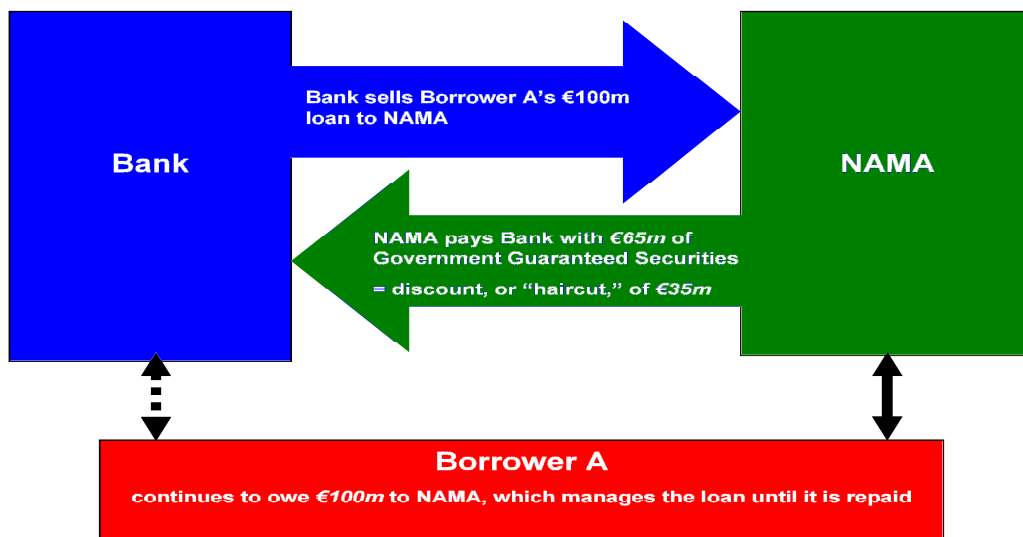 Bank
Bank sells Borrower A's €100m
loan to NAMA
NAMA
NAMA pays Bank with €65m of
Government Guaranteed Securities
= discount, or “haircut,” of €35m
Borrower A
continues to owe €100m to NAMA, which manages the loan until it is repaid